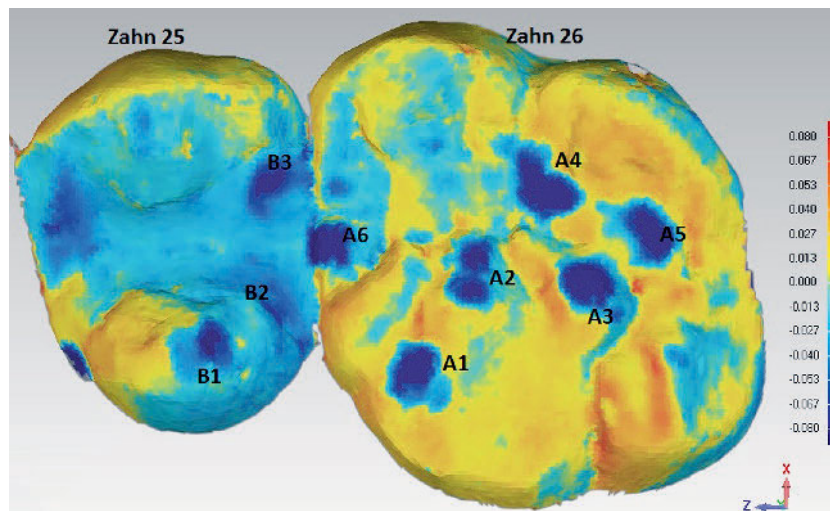 Zahn 25
Zahn 26
B3
A4
A6
A5
A2
B2
A3
A1
B1
0.080
0.067
0.053
0.040
0.027
0.013
0.000
-0.013
-0.027
-0.040
-0.053
-0.067
-0.080
X
Z
Y